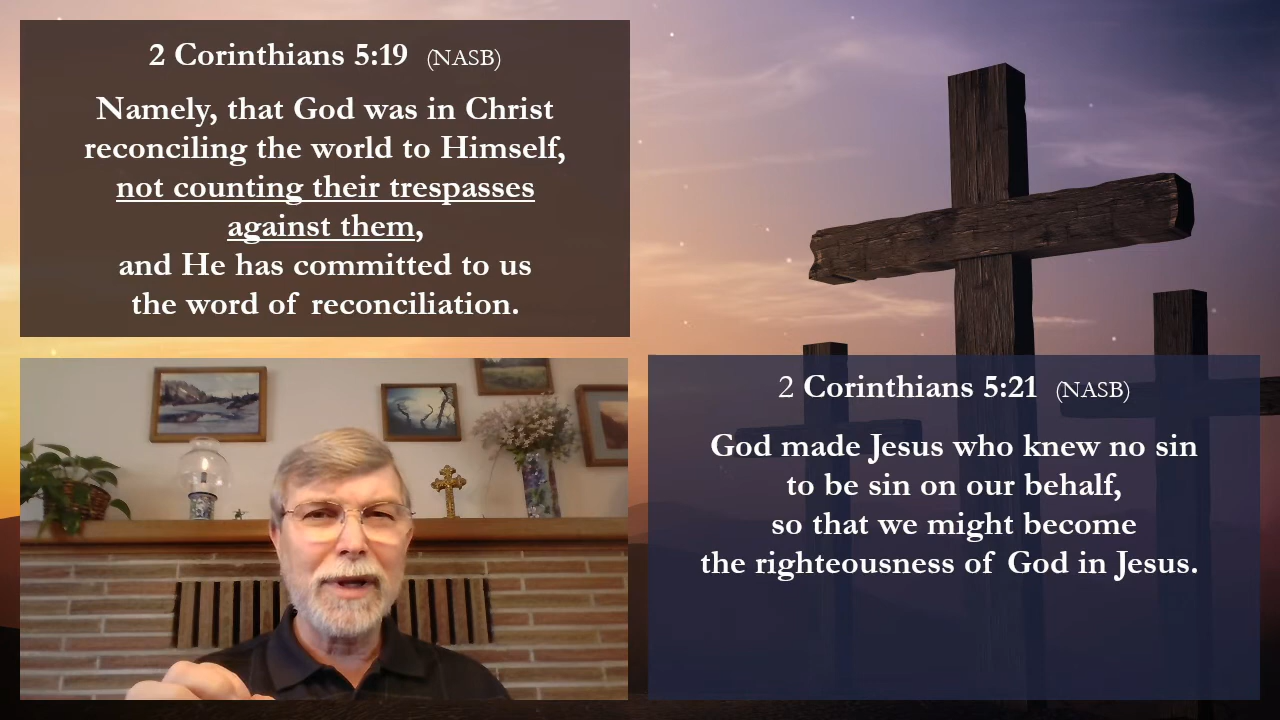 2 Corinthians 5:19 (NASB)
Namely, that God was in Christ
reconciling the world to Himself,
not counting their trespasses
against them,
and He has committed to us
the word of reconciliation.
2 Corinthians 5:21 (NASB)
God made Jesus who knew no sin
to be sin on our behalf,
so that we might become
the righteousness of God in Jesus.